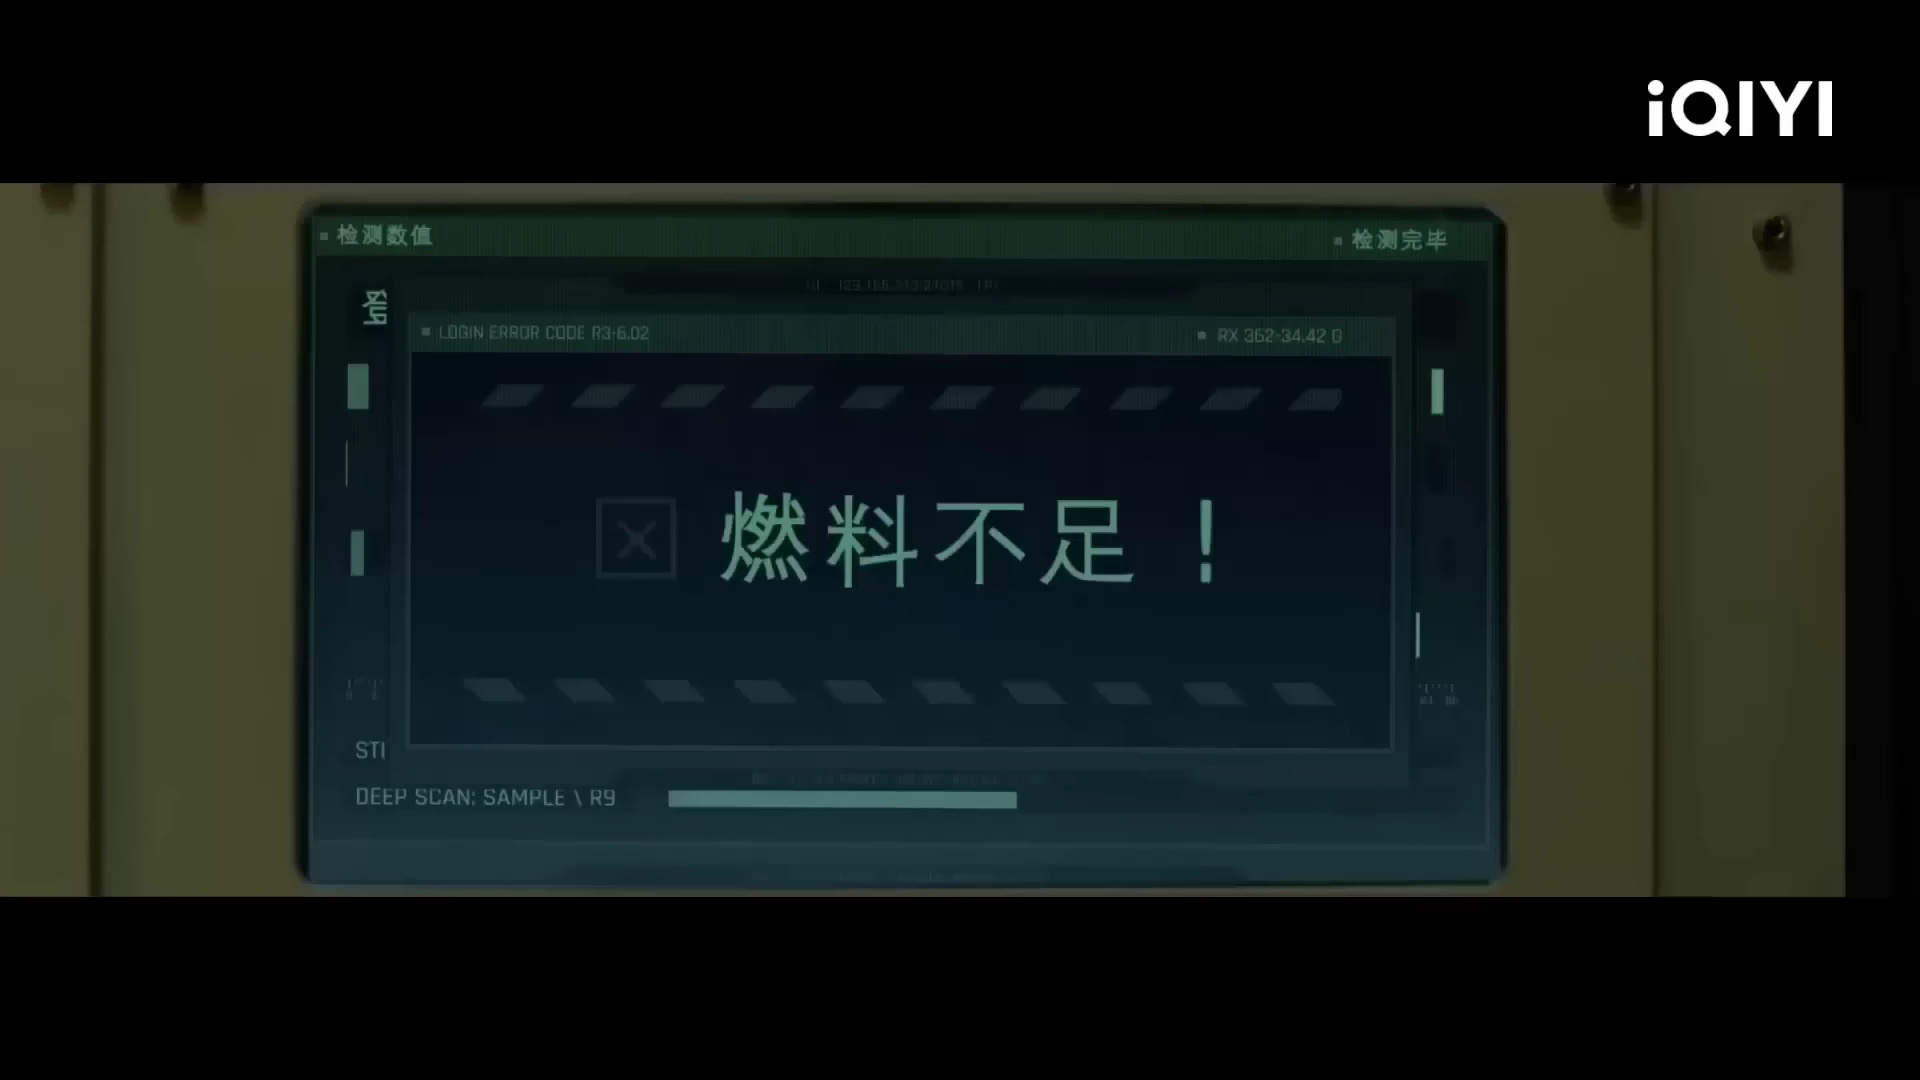 iQIYI
检测数值
检测完毕
LOGIN ERROR CODE R3-6.02
RX 362-34.42 G
燃料不足！
DEEP SCAN: SAMPLE \ R9